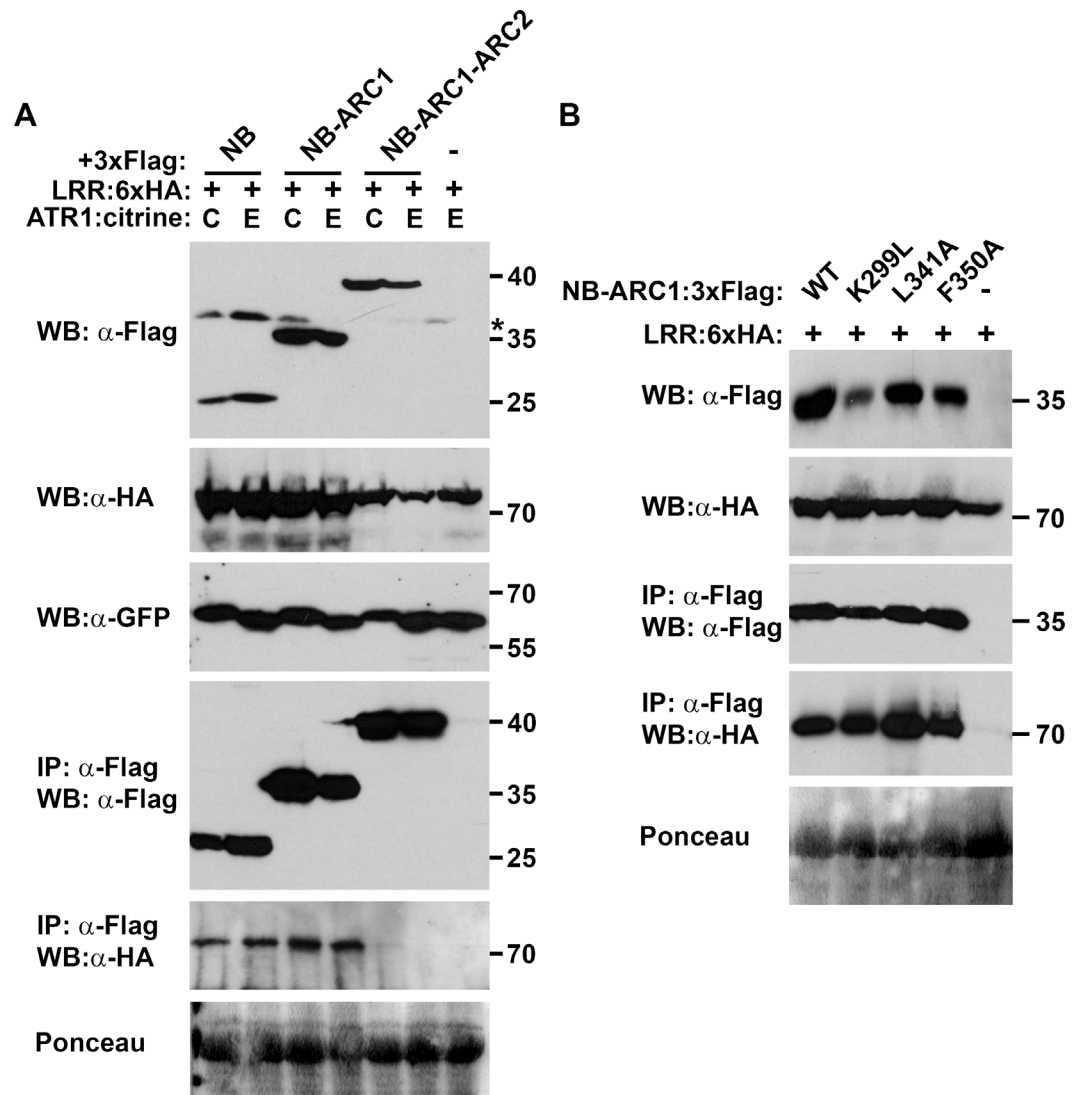 A
NB
NB-ARC1
NB-ARC1-ARC2
+3xFlag: -
LRR:6xHA: + + + + + + +
ATR1:citrine: C E C E C E E
WB: α-Flag
40
*
35
25
WB:α-HA
70
WB:α-GFP
70
55
IP: α-Flag
WB: α-Flag
40
35
25
IP: α-Flag
WB:α-HA
70
Ponceau
B
NB-ARC1:3xFlag: WT K299L L341A F350A -
LRR:6xHA: + + + + +
WB: α-Flag
35
WB:α-HA
70
IP: α-Flag
WB: α-Flag
35
IP: α-Flag
WB:α-HA
70
Ponceau